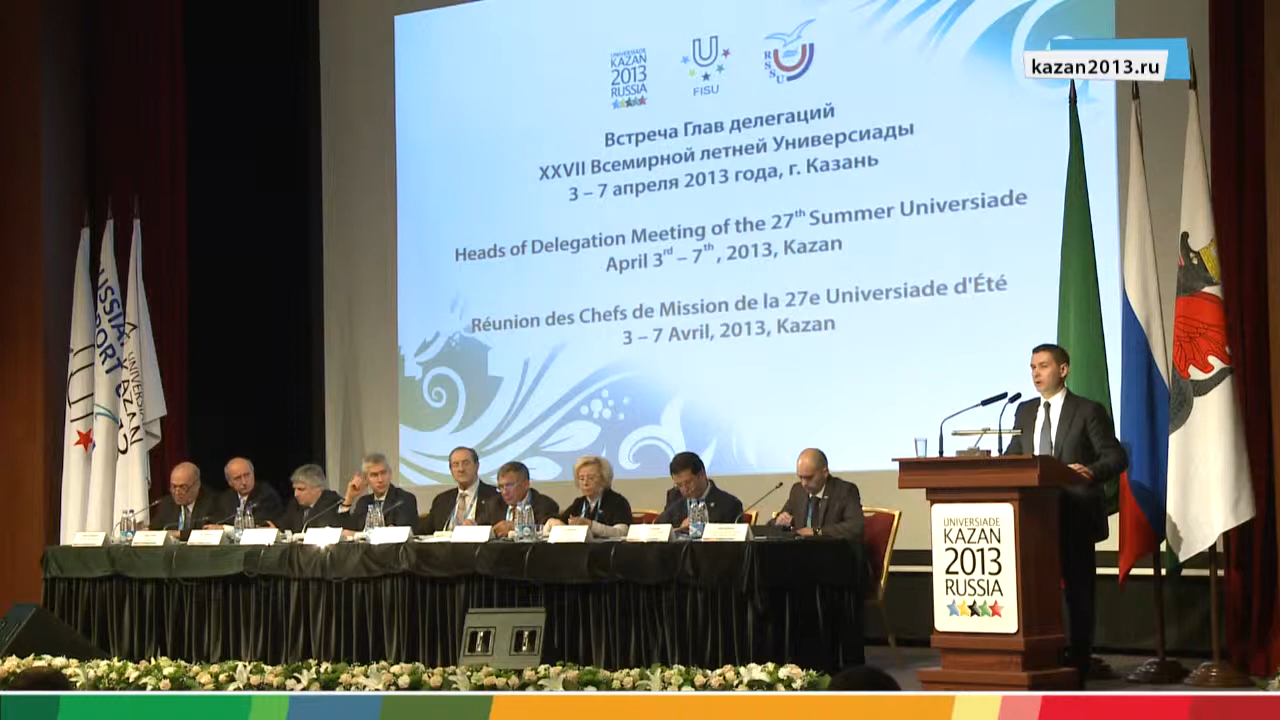 kazan2013.ru
UNIVERSIADE
KAZAN
2013
RUSSIA
FISU
RSSU
Встреча Глав делегаций
XXVII Всемирной летней Универсиады
3 – 7 апреля 2013 года, г. Казань
Heads of Delegation Meeting of the 27th Summer Universiade
April 3rd – 7th, 2013, Kazan
Réunion des Chefs de Mission de la 27e Universiade d'Été
3 – 7 Avril, 2013, Kazan
UNIVERSIADE
KAZAN
2013
RUSSIA